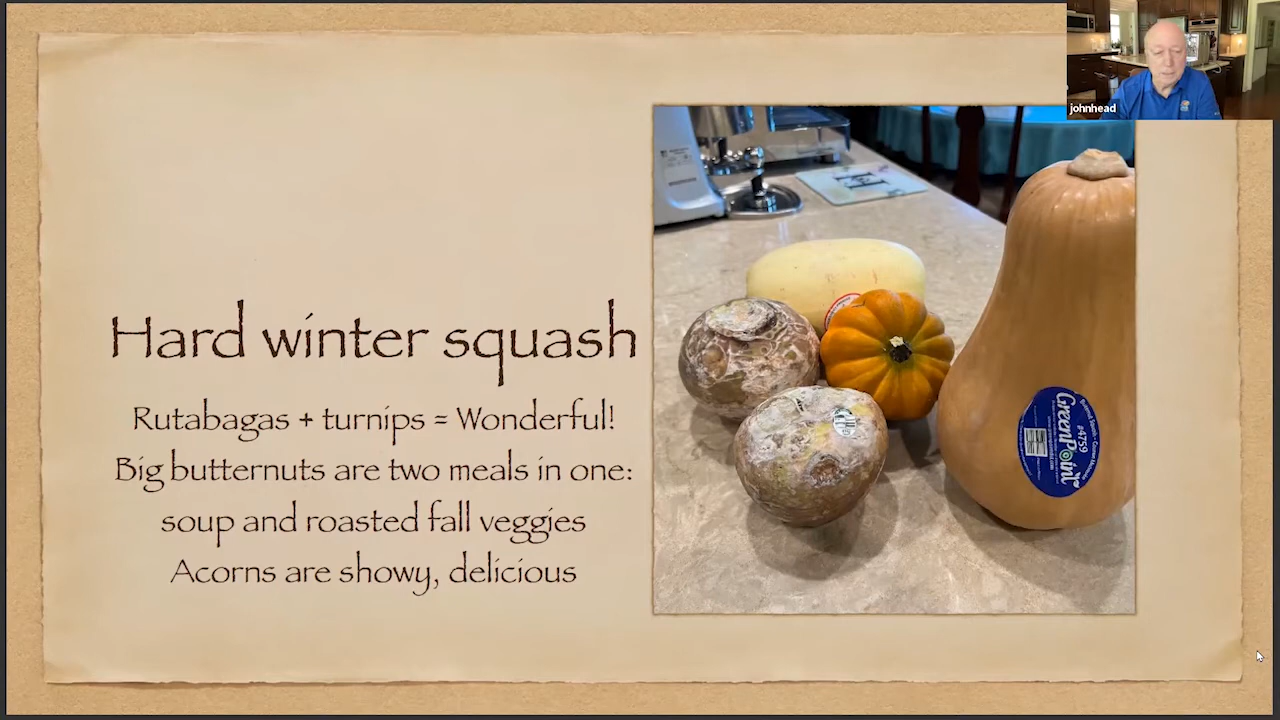 johnhead
Hard winter squash
Rutabagas + turnips = Wonderful!
Big butternuts are two meals in one:
soup and roasted fall veggies
Acorns are showy, delicious
GreenPoint
#4759